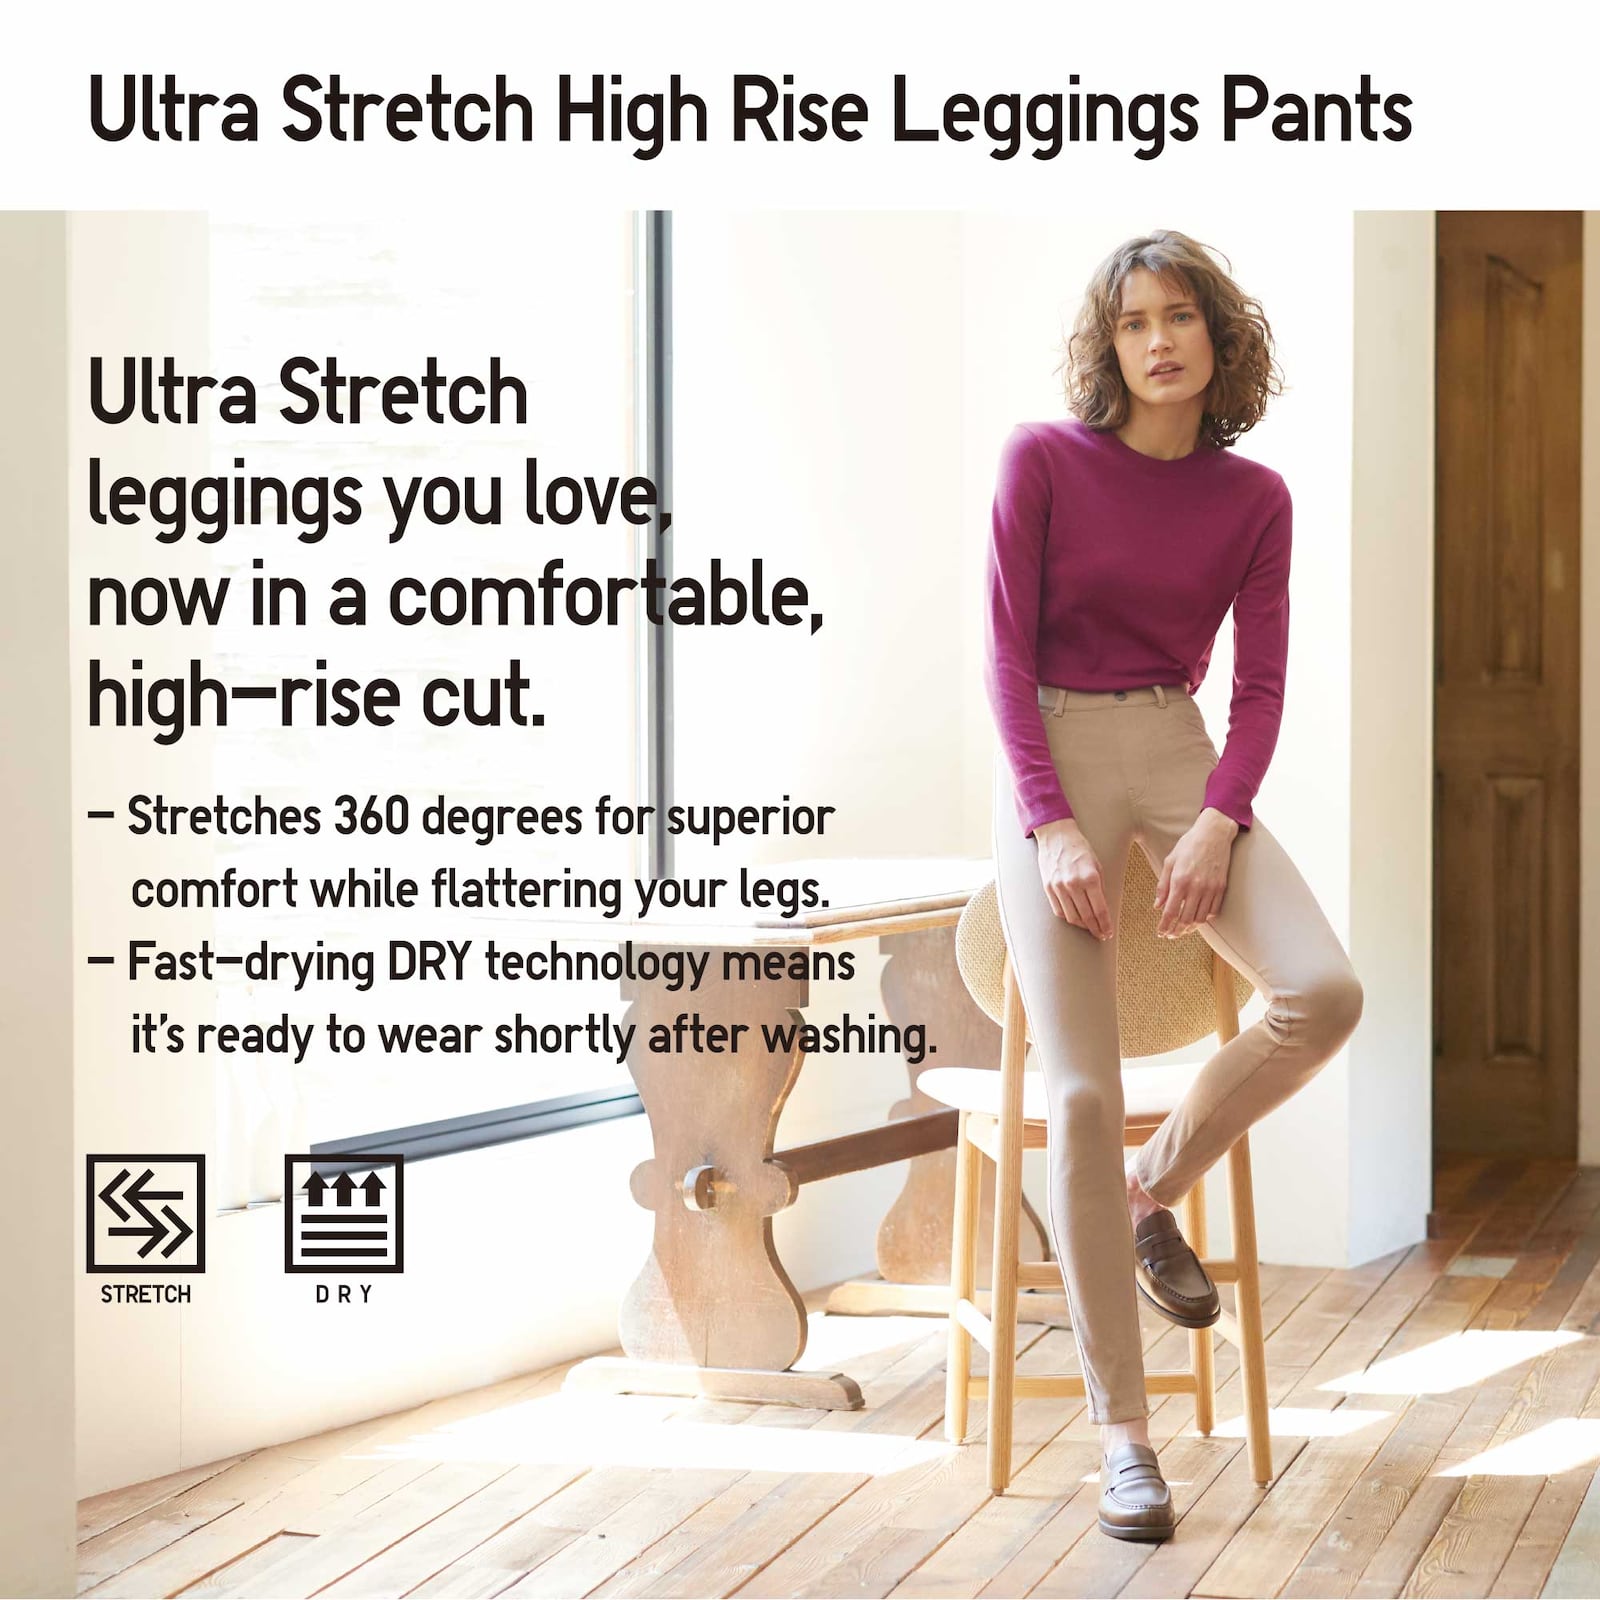 Ultra Stretch High Rise Leggings Pants
Ultra Stretch
leggings you love,
now in a comfortable,
high-rise cut.
- Stretches 360 degrees for superior
comfort while flattering your legs.
- Fast-drying DRY technology means
it's ready to wear shortly after washing.
STRETCH
DRY